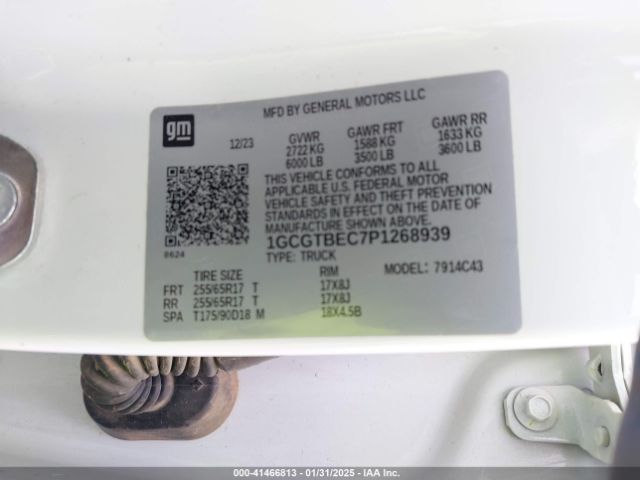 MFD BY GENERAL MOTORS LLC
gm
12/23
GVWR GAWR FRT GAWR RR
2722 KG 1588 KG 1633 KG
6000 LB 3500 LB 3600 LB
THIS VEHICLE CONFORMS TO ALL
APPLICABLE U.S. FEDERAL MOTOR
VEHICLE SAFETY AND THEFT PREVENTION
STANDARDS IN EFFECT ON THE DATE OF
MANUFACTURE SHOWN ABOVE.
1GCGTBEC7P1268939
8624
TYPE: TRUCK MODEL: 7914C43
TIRE SIZE RIM
FRT 255/65R17 T 17X8J
RR 255/65R17 T 17X8J
SPA T175/90D18 M 18X4.5B
000-41466813 - 01/31/2025 - IAA Inc.